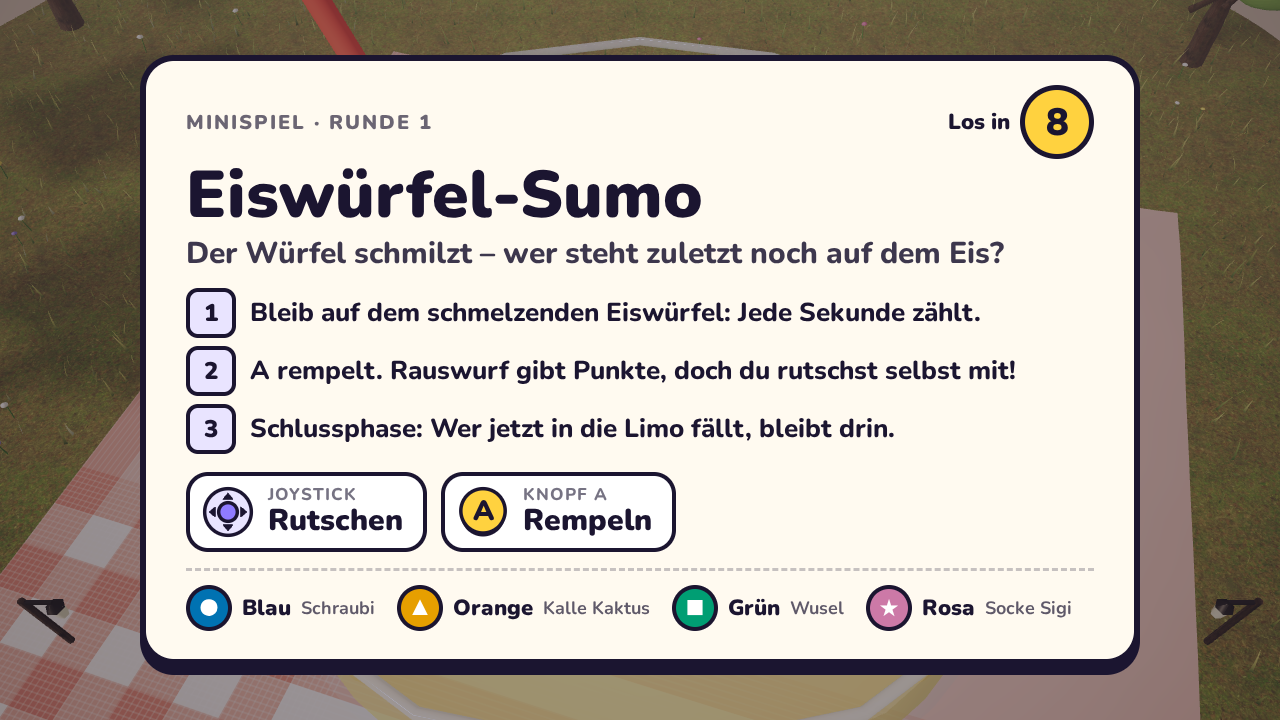 MINISPIEL · RUNDE 1
Los in 8
Eiswürfel-Sumo
Der Würfel schmilzt – wer steht zuletzt noch auf dem Eis?
1 Bleib auf dem schmelzenden Eiswürfel: Jede Sekunde zählt.
2 A rempelt. Rauswurf gibt Punkte, doch du rutschst selbst mit!
3 Schlussphase: Wer jetzt in die Limo fällt, bleibt drin.
JOYSTICK
Rutschen
A
KNOPF A
Rempeln
Blau Schraubi
Orange Kalle Kaktus
Grün Wusel
Rosa Socke Sigi